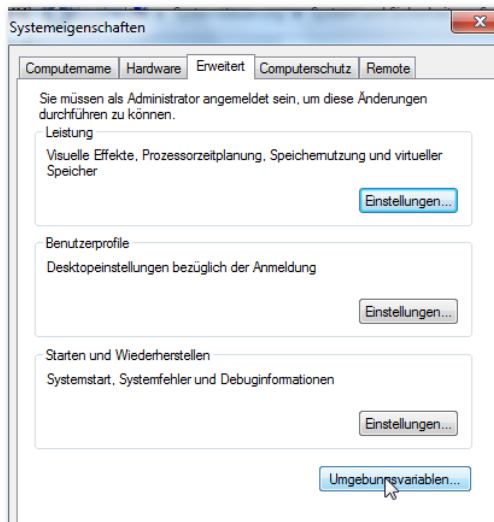 Systemeigenschaften
Computername Hardware Erweitert Computerschutz Remote
Sie müssen als Administrator angemeldet sein, um diese Änderungen
durchführen zu können.
Leistung
Visuelle Effekte, Prozessorzeitplanung, Speichernutzung und virtueller
Speicher
Einstellungen...
Benutzerprofile
Desktopeinstellungen bezüglich der Anmeldung
Einstellungen...
Starten und Wiederherstellen
Systemstart, Systemfehler und Debuginformationen
Einstellungen...
Umgebungsvariablen...